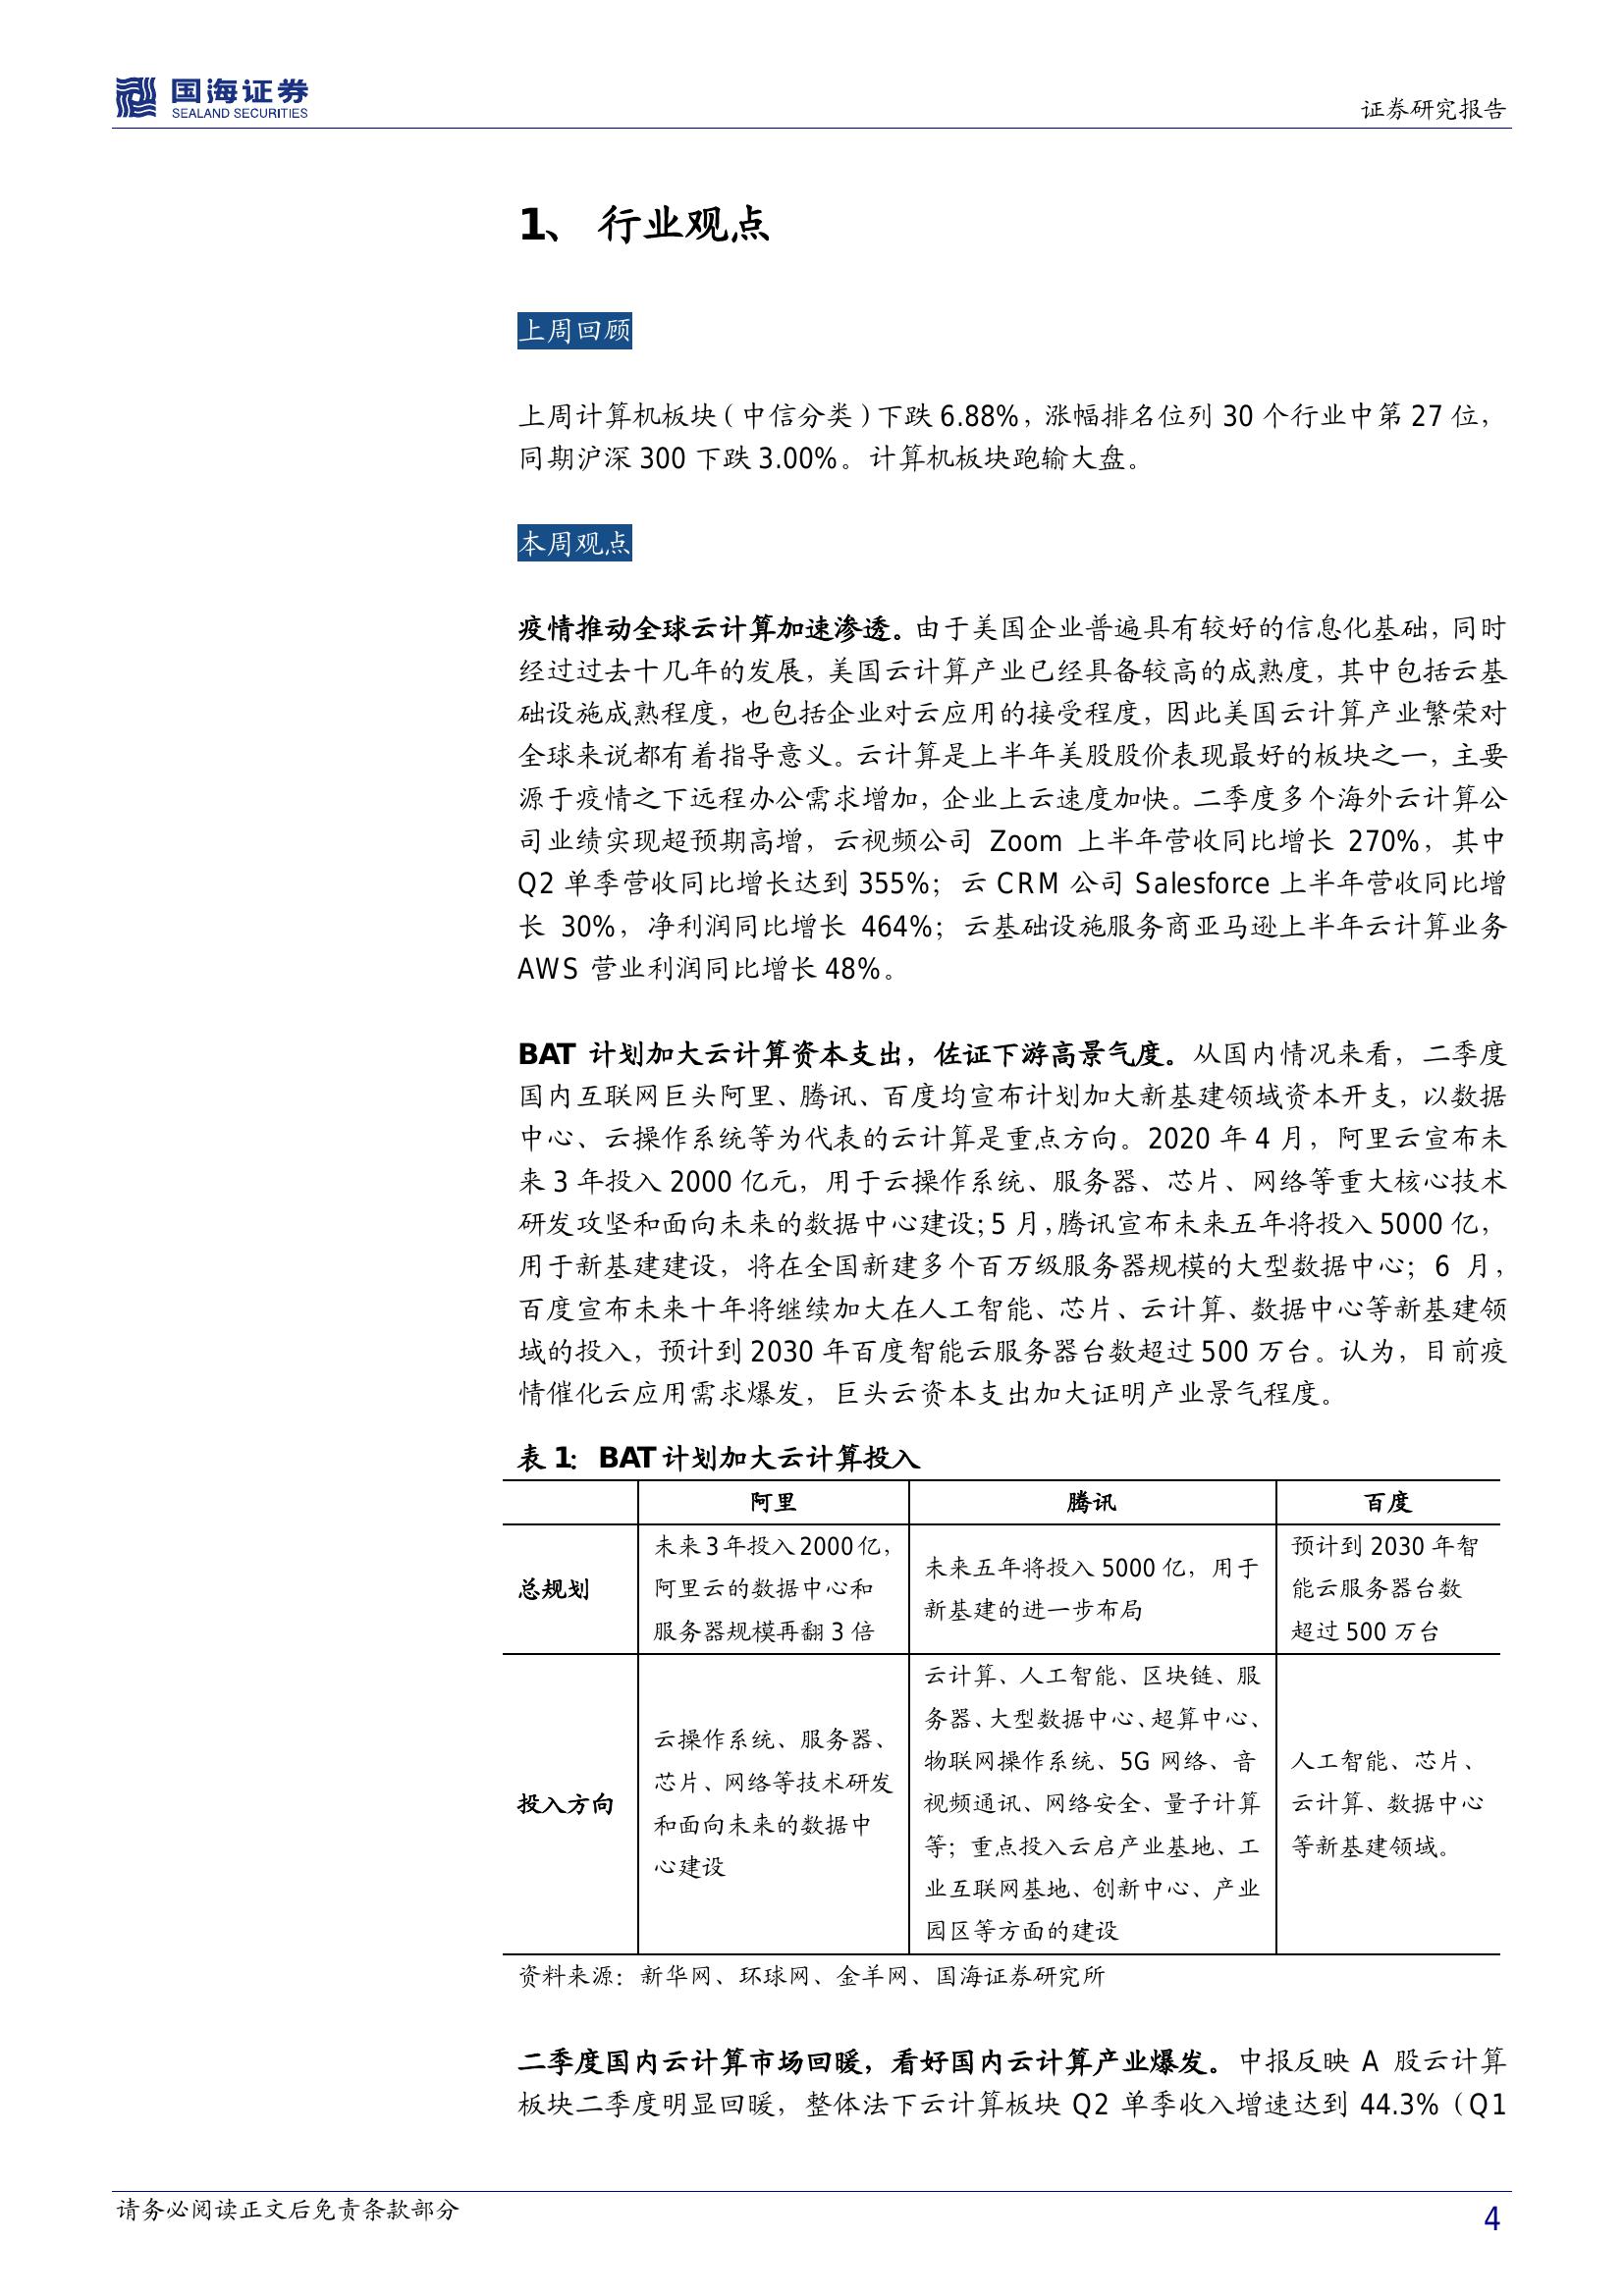 国海证券
SEALAND SECURITIES
证券研究报告
1、 行业观点
上周回顾
上周计算机板块（中信分类）下跌 6.88%，涨幅排名位列 30 个行业中第 27 位，
同期沪深 300 下跌 3.00%。计算机板块跑输大盘。
本周观点
疫情推动全球云计算加速渗透。由于美国企业普遍具有较好的信息化基础，同时
经过过去十几年的发展，美国云计算产业已经具备较高的成熟度，其中包括云基
础设施成熟程度，也包括企业对云应用的接受程度，因此美国云计算产业繁荣对
全球来说都有着指导意义。云计算是上半年美股股价表现最好的板块之一，主要
源于疫情之下远程办公需求增加，企业上云速度加快。二季度多个海外云计算公
司业绩实现超预期高增，云视频公司 Zoom 上半年营收同比增长 270%，其中
Q2 单季营收同比增长达到 355%；云 CRM 公司 Salesforce 上半年营收同比增
长 30%，净利润同比增长 464%；云基础设施服务商亚马逊上半年云计算业务
AWS 营业利润同比增长 48%。
BAT 计划加大云计算资本支出，佐证下游高景气度。从国内情况来看，二季度
国内互联网巨头阿里、腾讯、百度均宣布计划加大新基建领域资本开支，以数据
中心、云操作系统等为代表的云计算是重点方向。2020 年 4 月，阿里云宣布未
来 3 年投入 2000 亿元，用于云操作系统、服务器、芯片、网络等重大核心技术
研发攻坚和面向未来的数据中心建设；5 月，腾讯宣布未来五年将投入 5000 亿，
用于新基建建设，将在全国新建多个百万级服务器规模的大型数据中心；6 月，
百度宣布未来十年将继续加大在人工智能、芯片、云计算、数据中心等新基建领
域的投入，预计到 2030 年百度智能云服务器台数超过 500 万台。认为，目前疫
情催化云应用需求爆发，巨头云资本支出加大证明产业景气程度。
表 1：BAT 计划加大云计算投入
阿里 腾讯 百度
总规划
未来 3 年投入 2000 亿，
阿里云的数据中心和
服务器规模再翻 3 倍
未来五年将投入 5000 亿，用于
新基建的进一步布局
预计到 2030 年智
能云服务器台数
超过 500 万台
投入方向
云操作系统、服务器、
芯片、网络等技术研发
和面向未来的数据中
心建设
云计算、人工智能、区块链、服
务器、大型数据中心、超算中心、
物联网操作系统、5G 网络、音
视频通讯、网络安全、量子计算
等；重点投入云启产业基地、工
业互联网基地、创新中心、产业
园区等方面的建设
人工智能、芯片、
云计算、数据中心
等新基建领域。
资料来源：新华网、环球网、金羊网、国海证券研究所
二季度国内云计算市场回暖，看好国内云计算产业爆发。中报反映 A 股云计算
板块二季度明显回暖，整体法下云计算板块 Q2 单季收入增速达到 44.3%（Q1
请务必阅读正文后免责条款部分
4